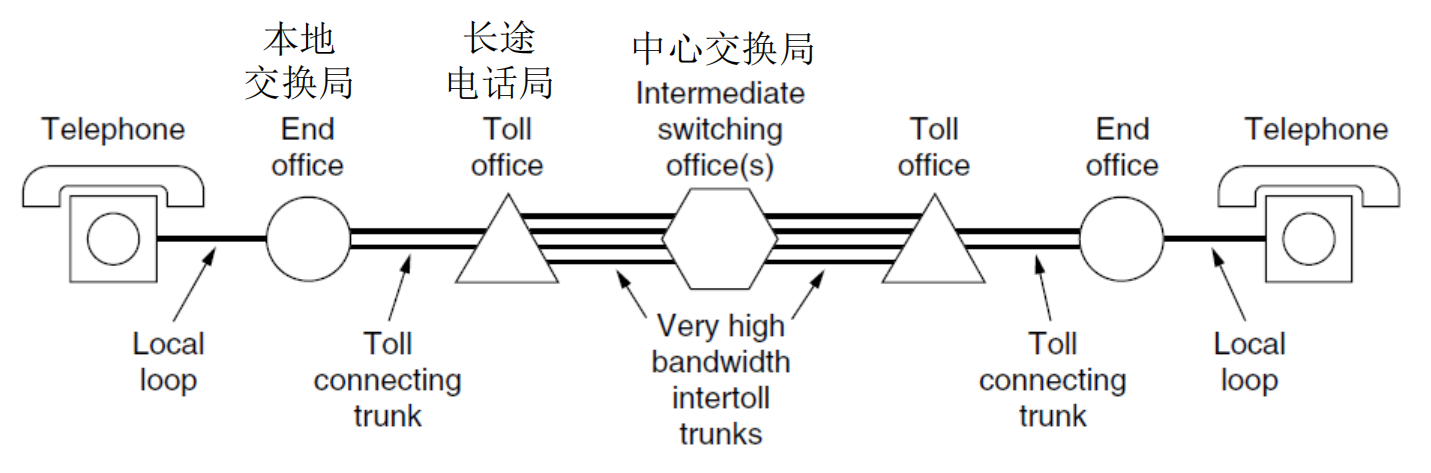 本地
交换局
长途
电话局
中心交换局
Telephone
End
office
Toll
office
Intermediate
switching
office(s)
Toll
office
End
office
Telephone
Local
loop
Toll
connecting
trunk
Very high
bandwidth
intertoll
trunks
Toll
connecting
trunk
Local
loop